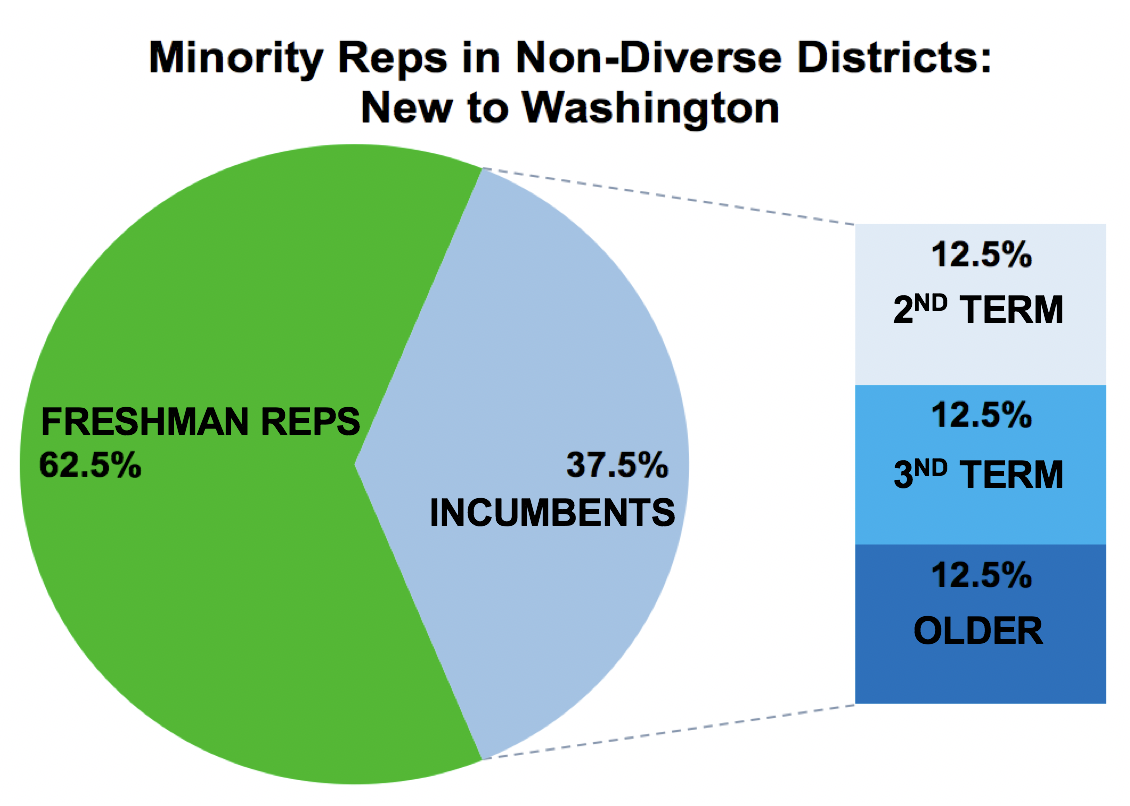 Minority Reps in Non-Diverse Districts:
New to Washington
FRESHMAN REPS
62.5%
37.5%
INCUMBENTS
12.5%
2ND TERM
12.5%
3ND TERM
12.5%
OLDER